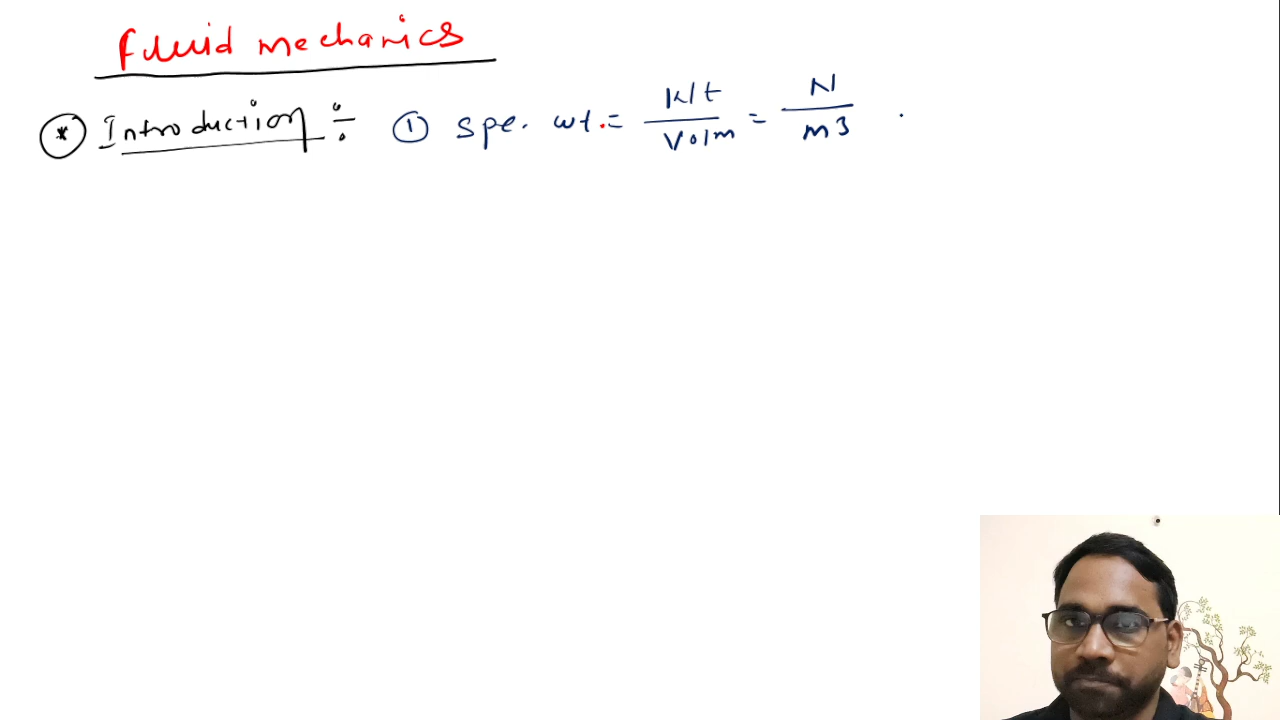 Fluid mechanics
* Introduction ÷ ① spe. wt. = wt / Volm = N / m3